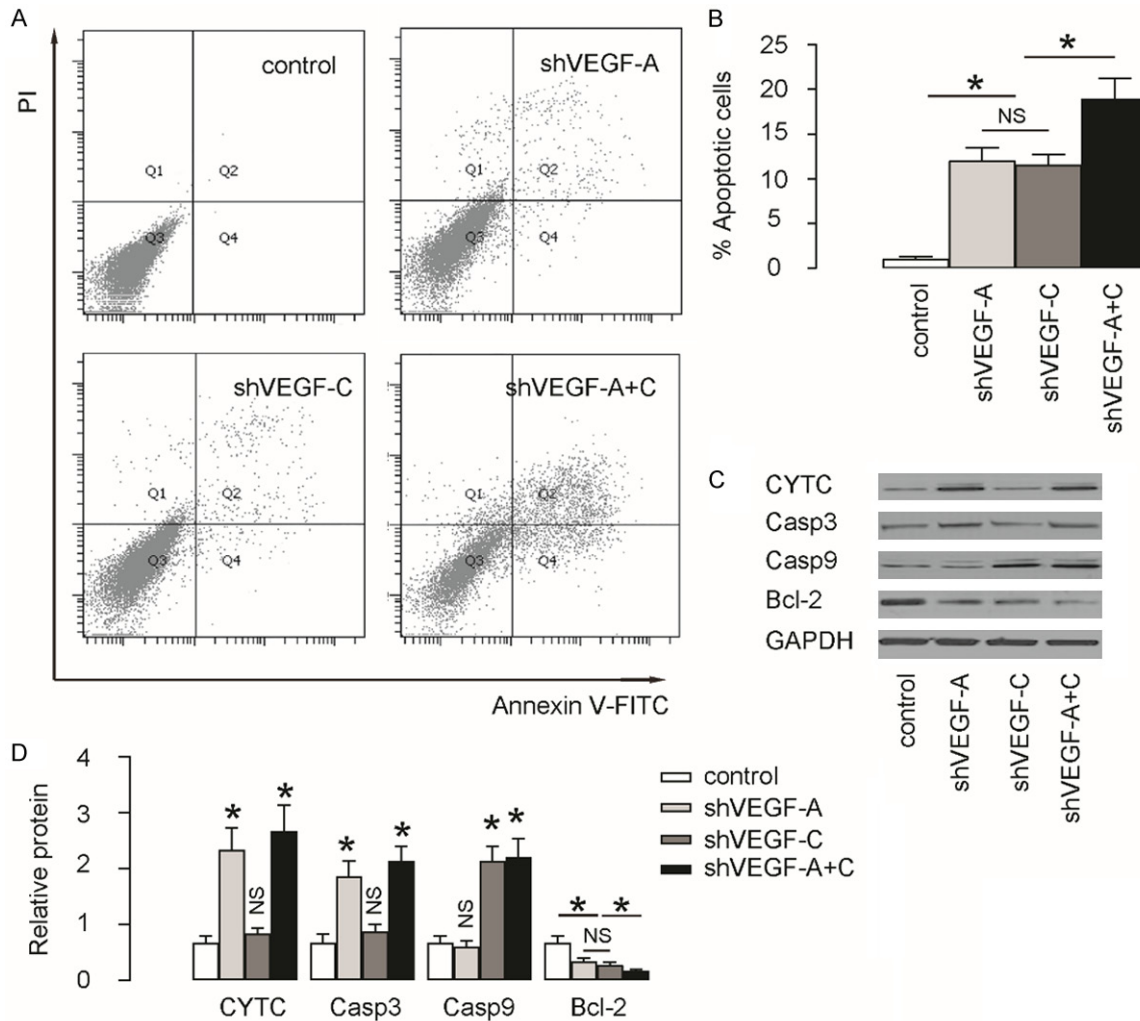 A
PI
control
Q1
Q2
Q3
Q4
shVEGF-A
Q1
Q2
Q3
Q4
shVEGF-C
Q1
Q2
Q3
Q4
shVEGF-A+C
Q1
Q2
Q3
Q4
Annexin V-FITC
B
% Apoptotic cells
25
20
15
10
5
0
*
NS
*
control
shVEGF-A
shVEGF-C
shVEGF-A+C
C
CYTC
Casp3
Casp9
Bcl-2
GAPDH
control
shVEGF-A
shVEGF-C
shVEGF-A+C
D
Relative protein
4
3
2
1
0
* NS *
* NS *
NS * *
* NS *
CYTC Casp3 Casp9 Bcl-2
control
shVEGF-A
shVEGF-C
shVEGF-A+C